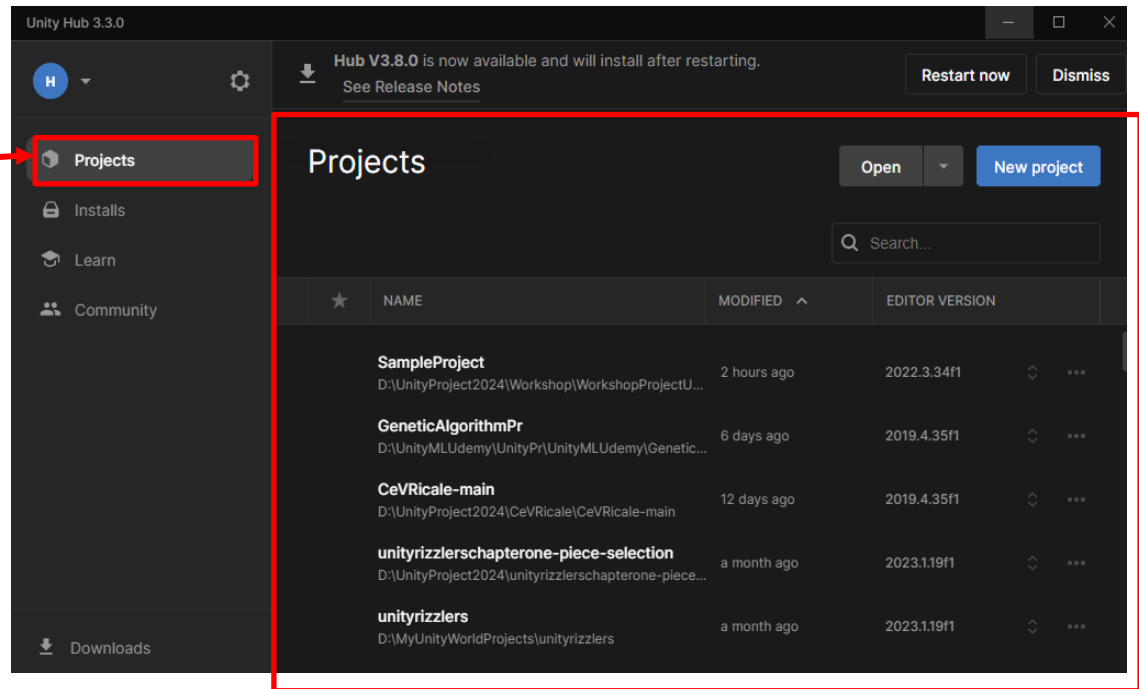 Unity Hub 3.3.0
H
Hub V3.8.0 is now available and will install after restarting.
See Release Notes
Restart now
Dismiss
Projects
Installs
Learn
Community
Downloads
Projects
Open
New project
Search...
NAME
MODIFIED
EDITOR VERSION
SampleProject
D:\UnityProject2024\Workshop\WorkshopProjectU...
2 hours ago
2022.3.34f1
GeneticAlgorithmPr
D:\UnityMLUdemy\UnityPr\UnityMLUdemy\Genetic...
6 days ago
2019.4.35f1
CeVRicale-main
D:\UnityProject2024\CeVRicale\CeVRicale-main
12 days ago
2019.4.35f1
unityrizzlerschapterone-piece-selection
D:\UnityProject2024\unityrizzlerschapterone-piece...
a month ago
2023.1.19f1
unityrizzlers
D:\MyUnityWorldProjects\unityrizzlers
a month ago
2023.1.19f1